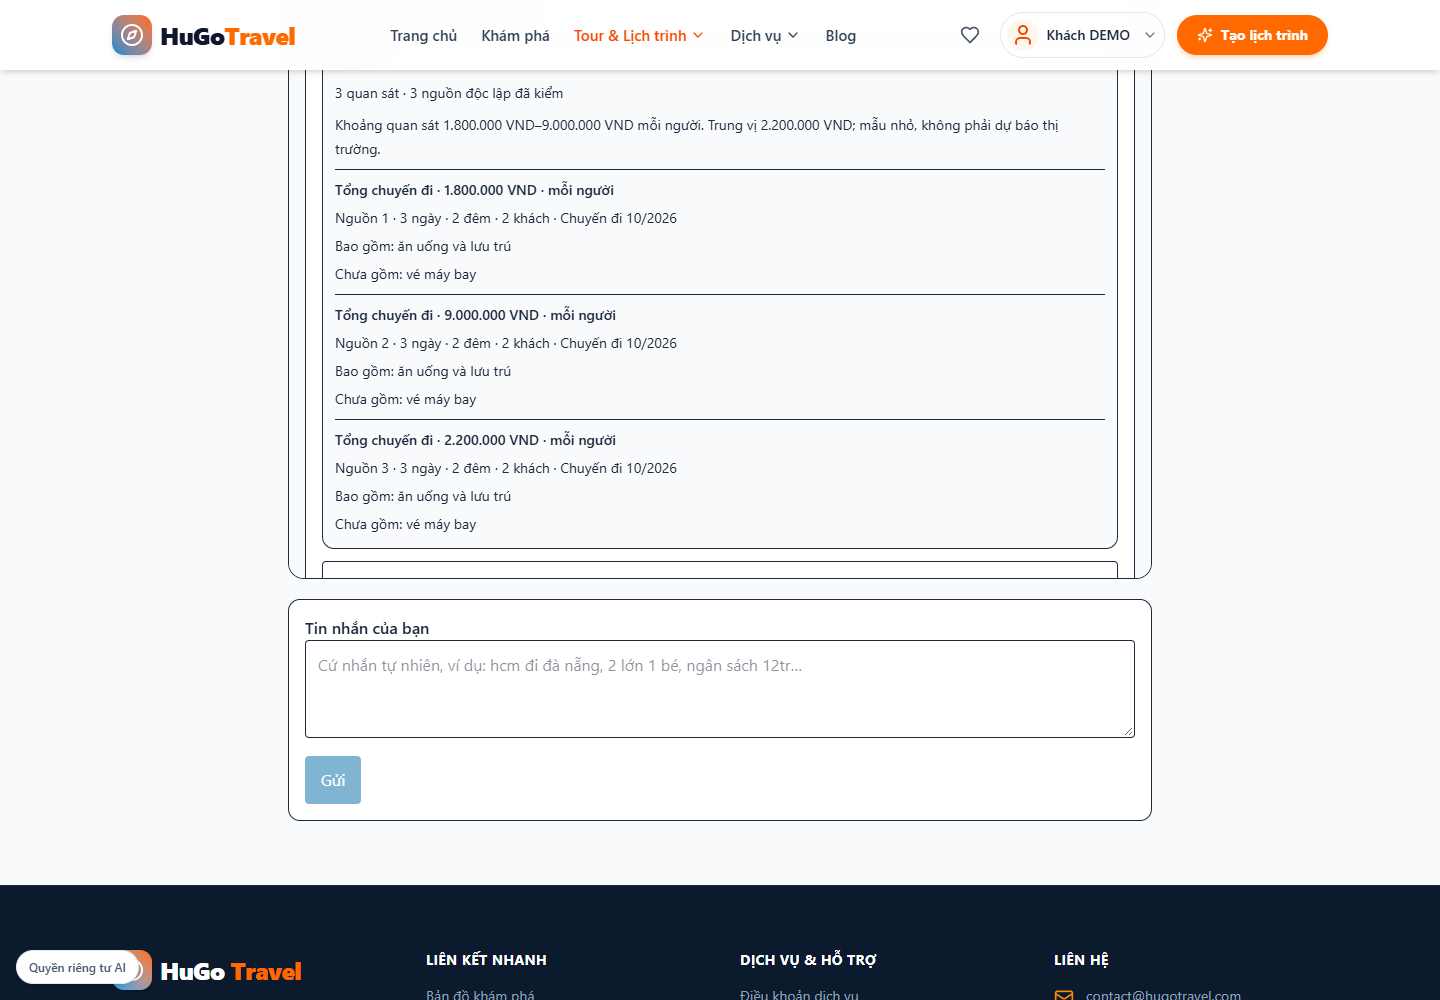 HuGoTravel
Trang chủ
Khám phá
Tour & Lịch trình
Dịch vụ
Blog
Khách DEMO
Tạo lịch trình
3 quan sát · 3 nguồn độc lập đã kiểm
Khoảng quan sát 1.800.000 VND–9.000.000 VND mỗi người. Trung vị 2.200.000 VND; mẫu nhỏ, không phải dự báo thị
trường.
Tổng chuyến đi · 1.800.000 VND · mỗi người
Nguồn 1 · 3 ngày · 2 đêm · 2 khách · Chuyến đi 10/2026
Bao gồm: ăn uống và lưu trú
Chưa gồm: vé máy bay
Tổng chuyến đi · 9.000.000 VND · mỗi người
Nguồn 2 · 3 ngày · 2 đêm · 2 khách · Chuyến đi 10/2026
Bao gồm: ăn uống và lưu trú
Chưa gồm: vé máy bay
Tổng chuyến đi · 2.200.000 VND · mỗi người
Nguồn 3 · 3 ngày · 2 đêm · 2 khách · Chuyến đi 10/2026
Bao gồm: ăn uống và lưu trú
Chưa gồm: vé máy bay
Tin nhắn của bạn
Cứ nhắn tự nhiên, ví dụ: hcm đi đà nẵng, 2 lớn 1 bé, ngân sách 12tr...
Gửi
Quyền riêng tư AI
HuGo Travel
LIÊN KẾT NHANH
Bản đồ khám phá
DỊCH VỤ & HỖ TRỢ
Điều khoản dịch vụ
LIÊN HỆ
contact@hugotravel.com